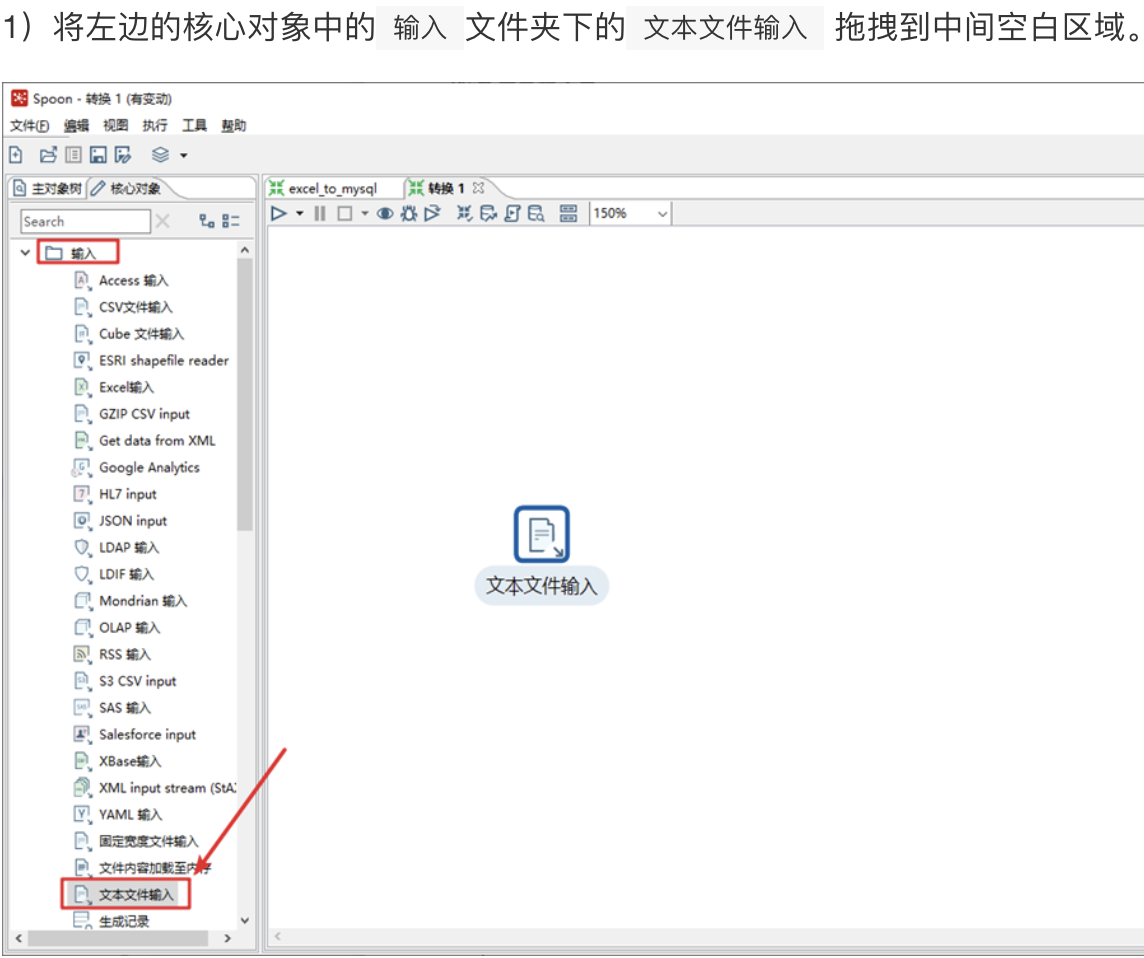 1）将左边的核心对象中的 输入 文件夹下的 文本文件输入 拖拽到中间空白区域。
Spoon - 转换 1 (有变动)
文件(F) 编辑 视图 执行 工具 帮助
主对象树 核心对象
excel_to_mysql 转换 1
Search
150%
输入
Access 输入
CSV文件输入
Cube 文件输入
ESRI shapefile reader
Excel输入
GZIP CSV input
Get data from XML
Google Analytics
HL7 input
JSON input
LDAP 输入
LDIF 输入
Mondrian 输入
OLAP 输入
RSS 输入
S3 CSV input
SAS 输入
Salesforce input
XBase输入
XML input stream (StA
YAML 输入
固定宽度文件输入
文件内容加载至内存
文本文件输入
生成记录
文本文件输入